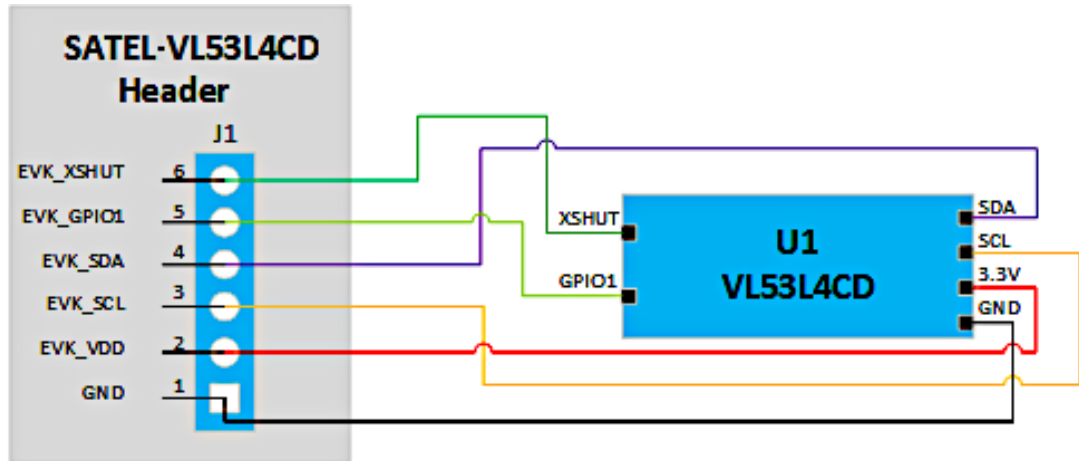 SATEL-VL53L4CD
Header
J1
EVK_XSHUT 6
EVK_GPIO1 5
EVK_SDA 4
EVK_SCL 3
EVK_VDD 2
GND 1
XSHUT
GPIO1
U1
VL53L4CD
SDA
SCL
3.3V
GND